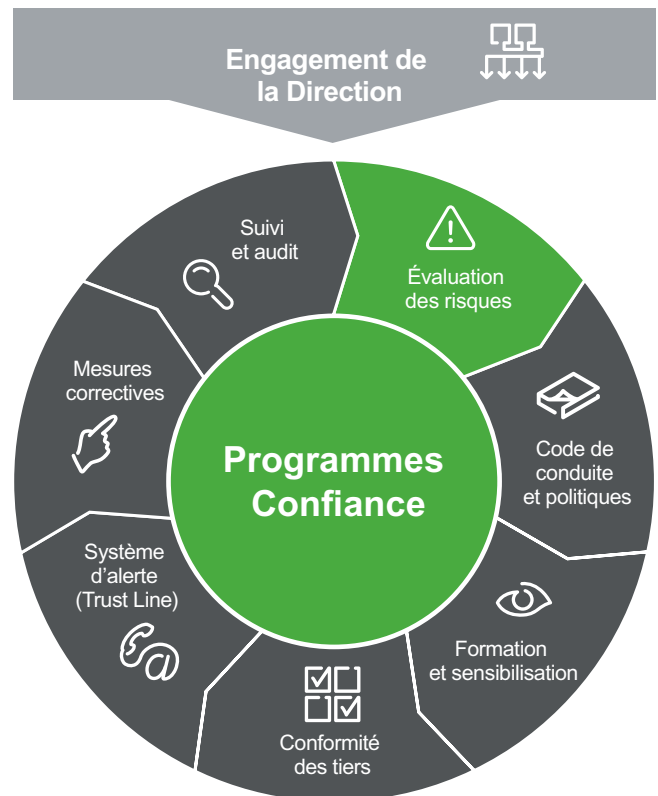 Engagement de
la Direction
Évaluation
des risques
Code de
conduite
et politiques
Formation
et sensibilisation
Conformité
des tiers
Système
d’alerte
(Trust Line)
Mesures
correctives
Suivi
et audit
Programmes
Confiance